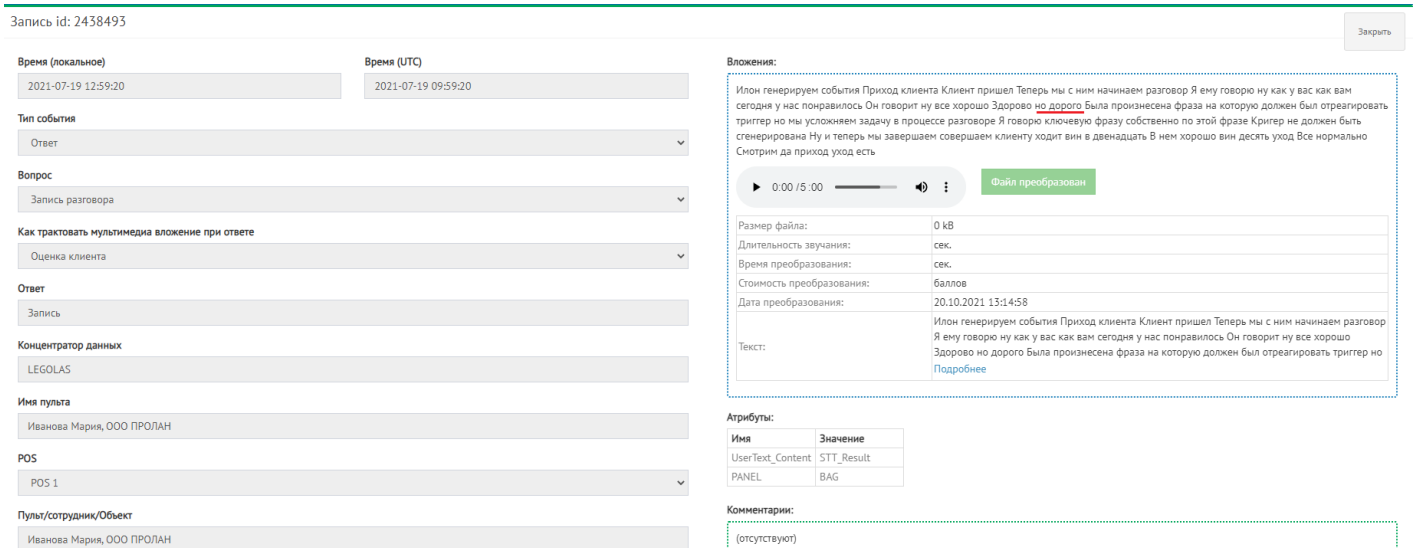 Запись id: 2438493
Закрыть
Время (локальное)
Время (UTC)
2021-07-19 12:59:20
2021-07-19 09:59:20
Тип события
Ответ
Вопрос
Запись разговора
Как трактовать мультимедиа вложение при ответе
Оценка клиента
Ответ
Запись
Концентратор данных
LEGOLAS
Имя пульта
Иванова Мария, ООО ПРОЛАН
POS
POS 1
Пульт/сотрудник/Объект
Иванова Мария, ООО ПРОЛАН
Вложения:
Илон генерируем события Приход клиента Клиент пришел Теперь мы с ним начинаем разговор Я ему говорю ну как у вас как вам
сегодня у нас понравилось Он говорит ну все хорошо Здорово но дорого Была произнесена фраза на которую должен был отреагировать
триггер но мы усложняем задачу в процессе разговоре Я говорю ключевую фразу собственно по этой фразе Кригер не должен быть
сгенерирована Ну и теперь мы завершаем совершаем клиенту ходит вин в двенадцать В нем хорошо вин десять уход Все нормально
Смотрим да приход уход есть
0:00 / 5:00
Файл преобразован
Размер файла: 0 kB
Длительность звучания: сек.
Время преобразования: сек.
Стоимость преобразования: баллов
Дата преобразования: 20.10.2021 13:14:58
Текст:
Илон генерируем события Приход клиента Клиент пришел Теперь мы с ним начинаем разговор
Я ему говорю ну как у вас как вам сегодня у нас понравилось Он говорит ну все хорошо
Здорово но дорого Была произнесена фраза на которую должен был отреагировать триггер но
Подробнее
Атрибуты:
Имя Значение
UserText_Content STT_Result
PANEL BAG
Комментарии:
(отсутствуют)